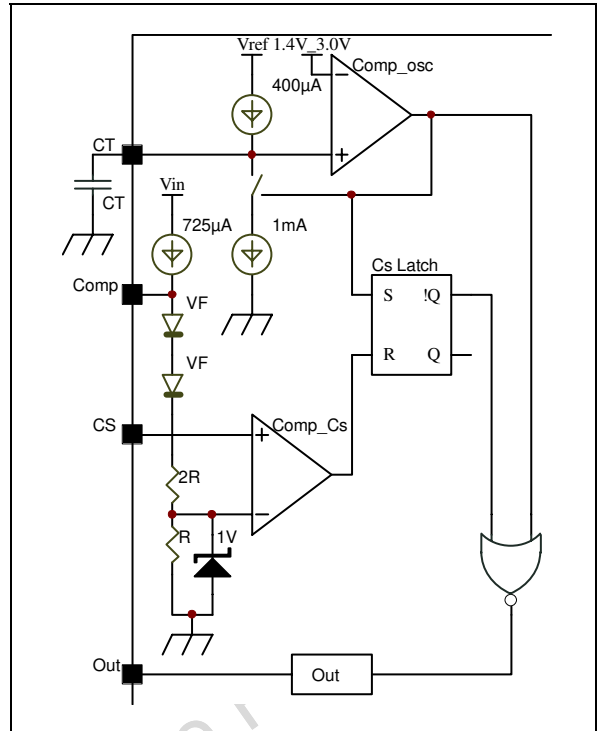 Vref 1.4V_3.0V
Comp_osc
400µA
CT
+
−
CT
Vin
725µA
1mA
Cs Latch
Comp
VF
S
!Q
VF
R
Q
CS
Comp_Cs
+
2R
−
R
1V
Out
Out